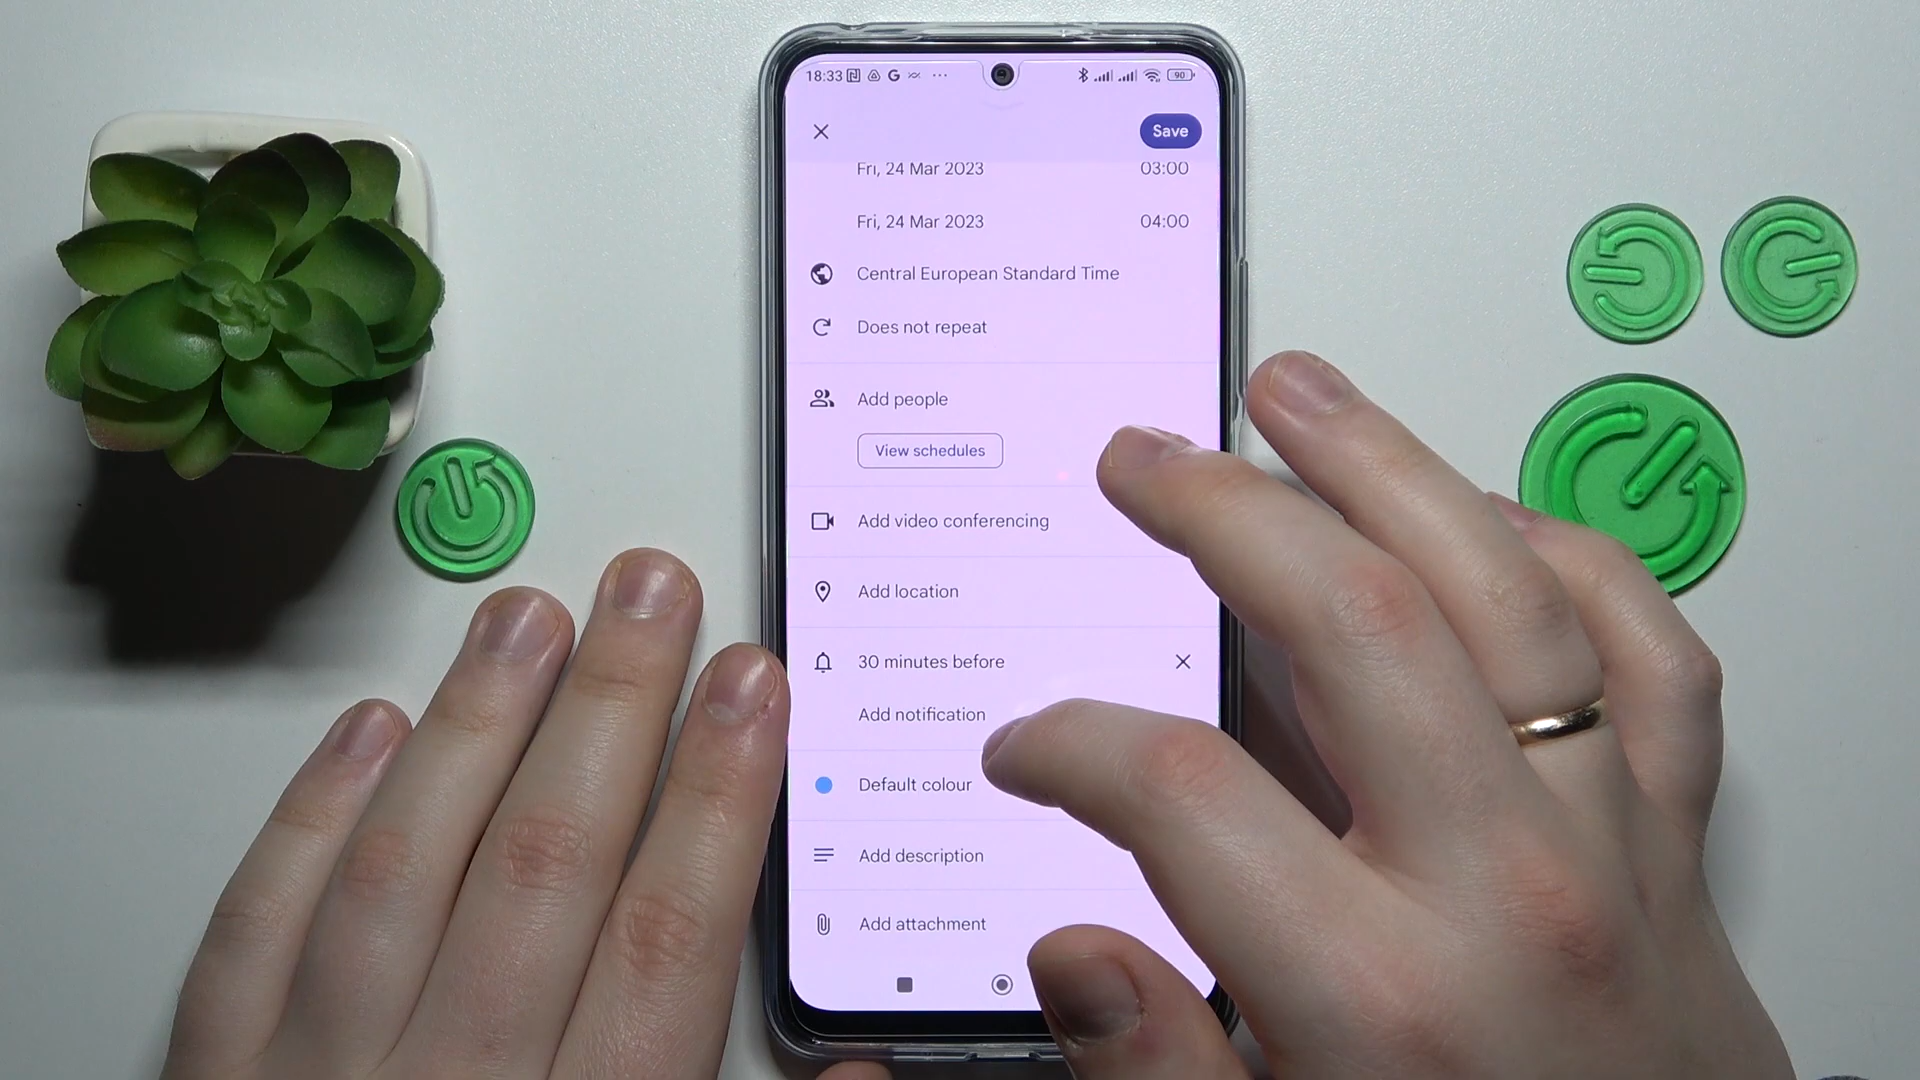 18:33 G ... 90
Save
Fri, 24 Mar 2023 03:00
Fri, 24 Mar 2023 04:00
Central European Standard Time
Does not repeat
Add people
View schedules
Add video conferencing
Add location
30 minutes before
Add notification
Default colour
Add description
Add attachment